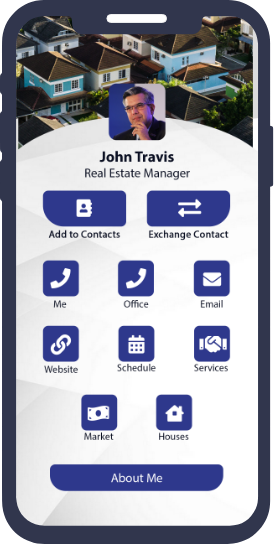 John Travis
Real Estate Manager
Add to Contacts Exchange Contact
Me Office Email
Website Schedule Services
Market Houses
About Me